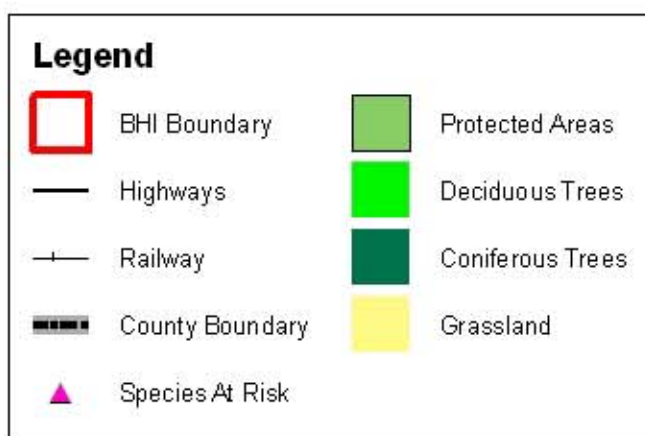 Legend
BHI Boundary
Highways
Railway
County Boundary
Species At Risk
Protected Areas
Deciduous Trees
Coniferous Trees
Grassland